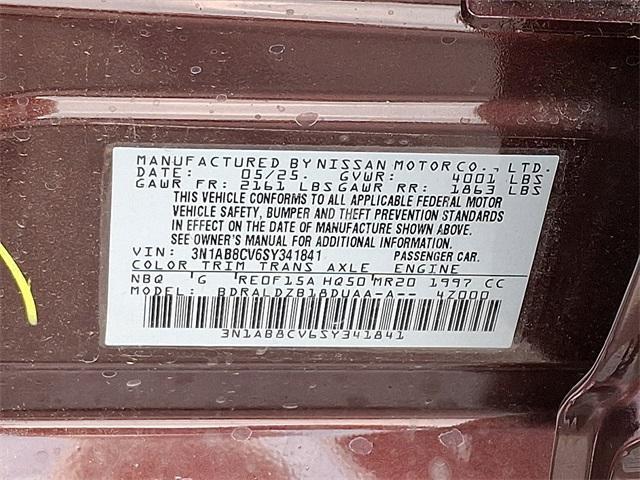 MANUFACTURED BY NISSAN MOTOR CO., LTD.
DATE: 05/25. GVWR: 4001 LBS
GAWR FR: 2161 LBS GAWR RR: 1863 LBS
THIS VEHICLE CONFORMS TO ALL APPLICABLE FEDERAL MOTOR
VEHICLE SAFETY, BUMPER AND THEFT PREVENTION STANDARDS
IN EFFECT ON THE DATE OF MANUFACTURE SHOWN ABOVE.
SEE OWNER'S MANUAL FOR ADDITIONAL INFORMATION.
VIN: 3N1AB8CV6SY341841 PASSENGER CAR.
COLOR TRIM TRANS AXLE ENGINE
NBQ G RE0F15A HQ50 MR20 1997 CC
MODEL: BDRALDZB18DUAA-A-- 4Z000
3N1AB8CV6SY341841